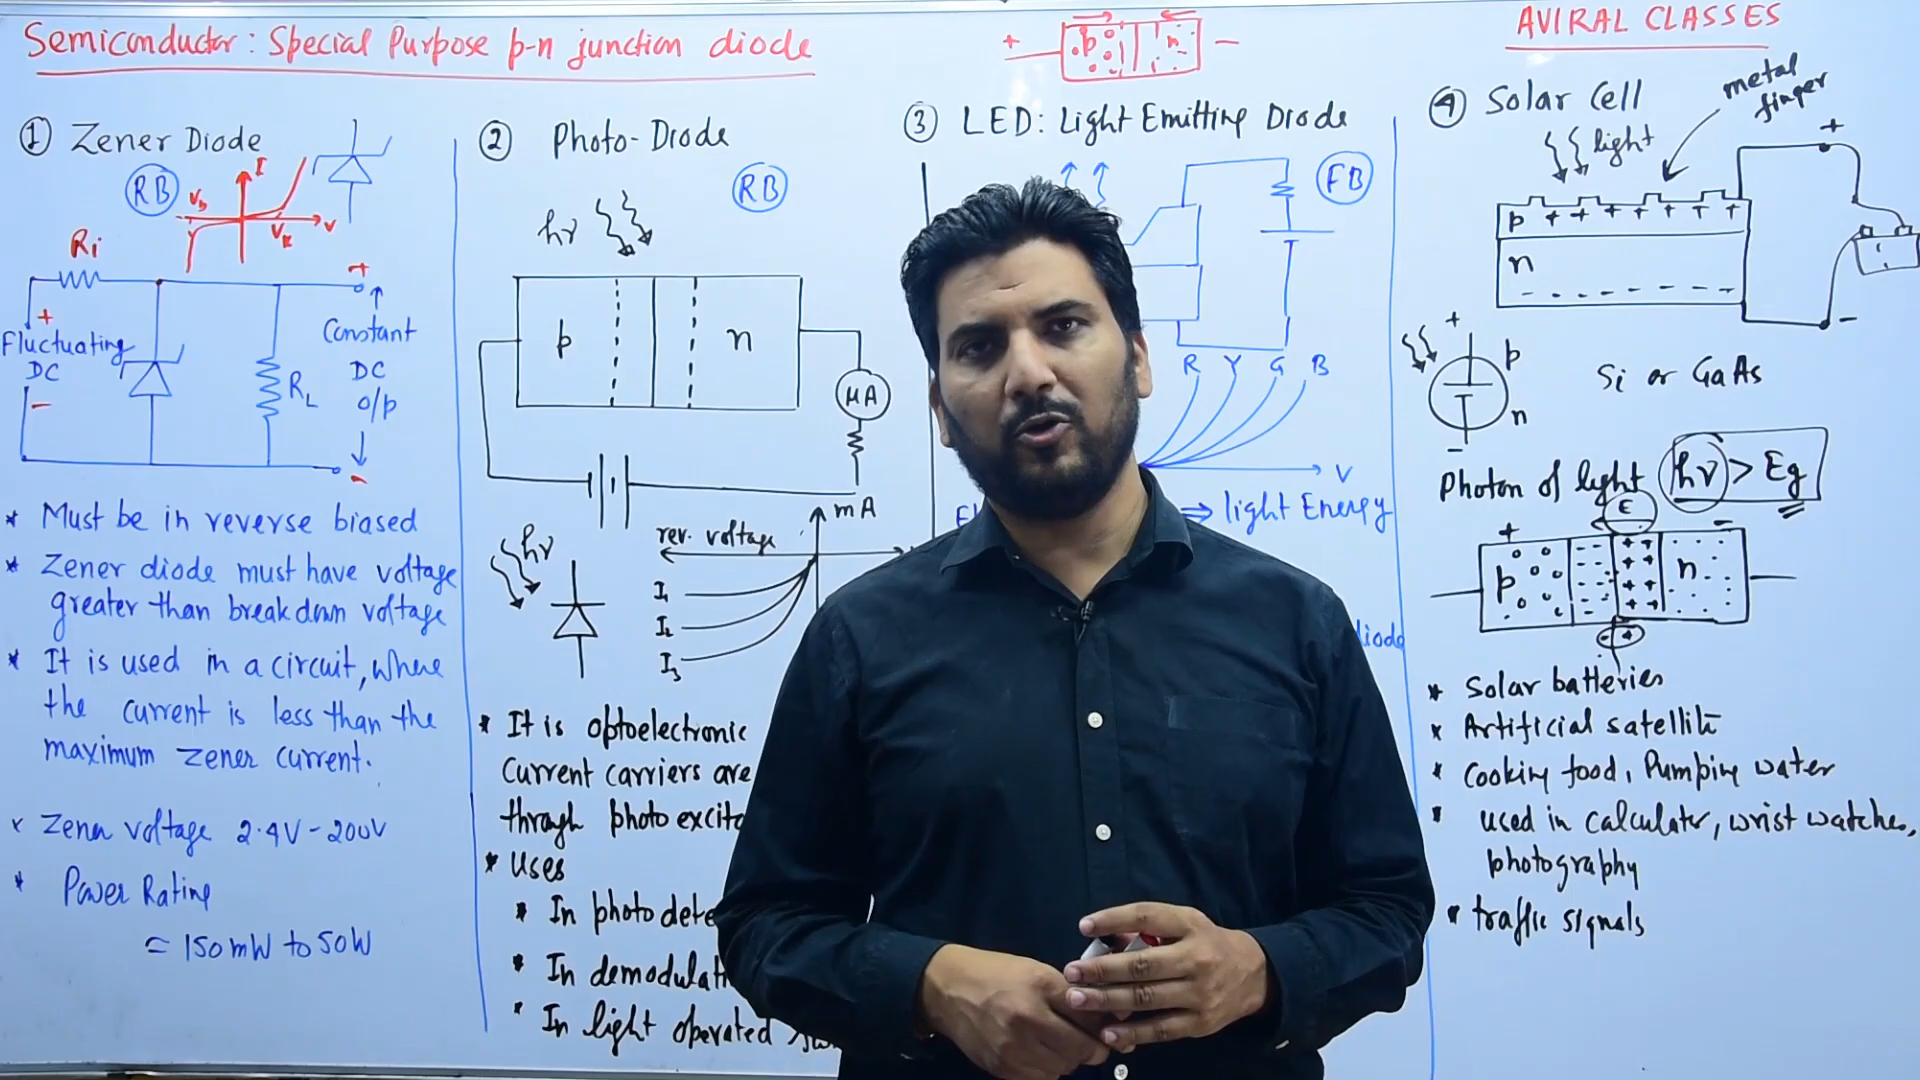 Semiconductor: Special Purpose p-n junction diode
+ p n -
AVIRAL CLASSES
① Zener Diode
RB
I
Vb
Vk
V
Ri
+
Fluctuating
DC
-
RL
+
Constant
DC
o/p
-
* Must be in reverse biased
* Zener diode must have voltage
greater than breakdown voltage
* It is used in a circuit, where
the current is less than the
maximum zener current.
* Zener voltage 2.4V-200V
* Power Rating
= 150mW to 50W
② Photo-Diode
RB
hν
p
n
μA
hν
rev. voltage
mA
I1
I2
I3
* It is optoelectronic
Current carriers are
through photo
* Uses
* In photo
* In
* In light operated
③ LED: Light Emitting Diode
FB
R Y G B
V
⇒ light Energy
④ Solar Cell
metal
finger
light
+
p + + + + + +
n
- - - - - -
-
+
p
n
-
Si or GaAs
Photon of light hν > Eg
E
+ -
p
n
- +
* Solar batteries
* Artificial satellite
* Cooking food, Pumping water
* used in calculator, wrist watches,
photography
* traffic signals